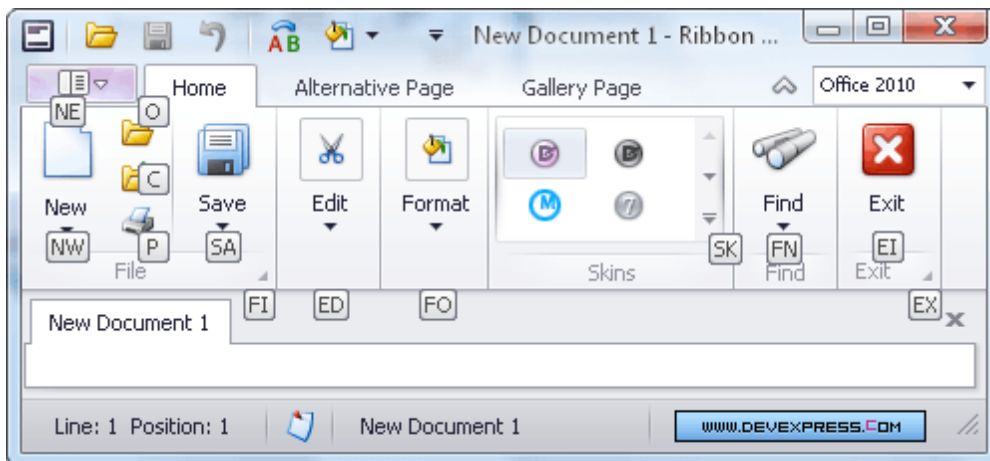 AB New Document 1 - Ribbon ...
Home Alternative Page Gallery Page Office 2010
NE O
C
New Save Edit Format Find Exit
NW P SA SK FN EI
File Skins Find Exit
FI ED FO EX
New Document 1
Line: 1 Position: 1 New Document 1 WWW.DEVEXPRESS.COM